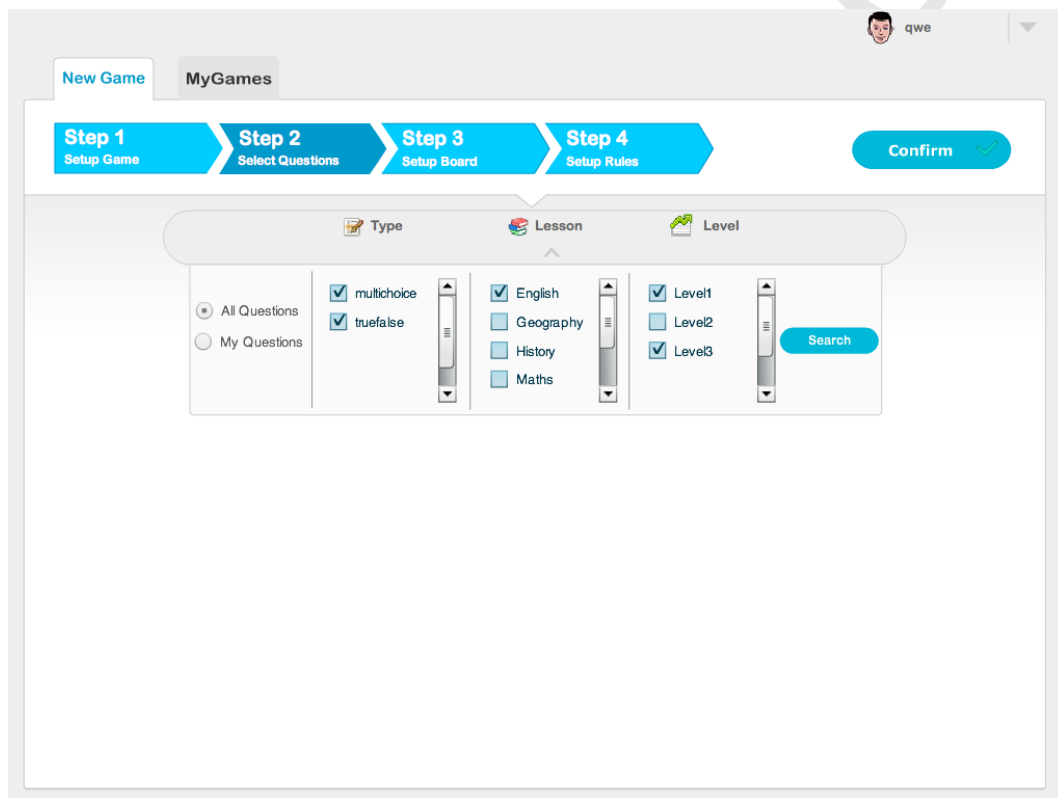 qwe
New Game MyGames
Step 1 Step 2 Step 3 Step 4
Setup Game Select Questions Setup Board Setup Rules
Confirm
Type Lesson Level
All Questions
My Questions
multichoice
truefalse
English
Geography
History
Maths
Level1
Level2
Level3
Search